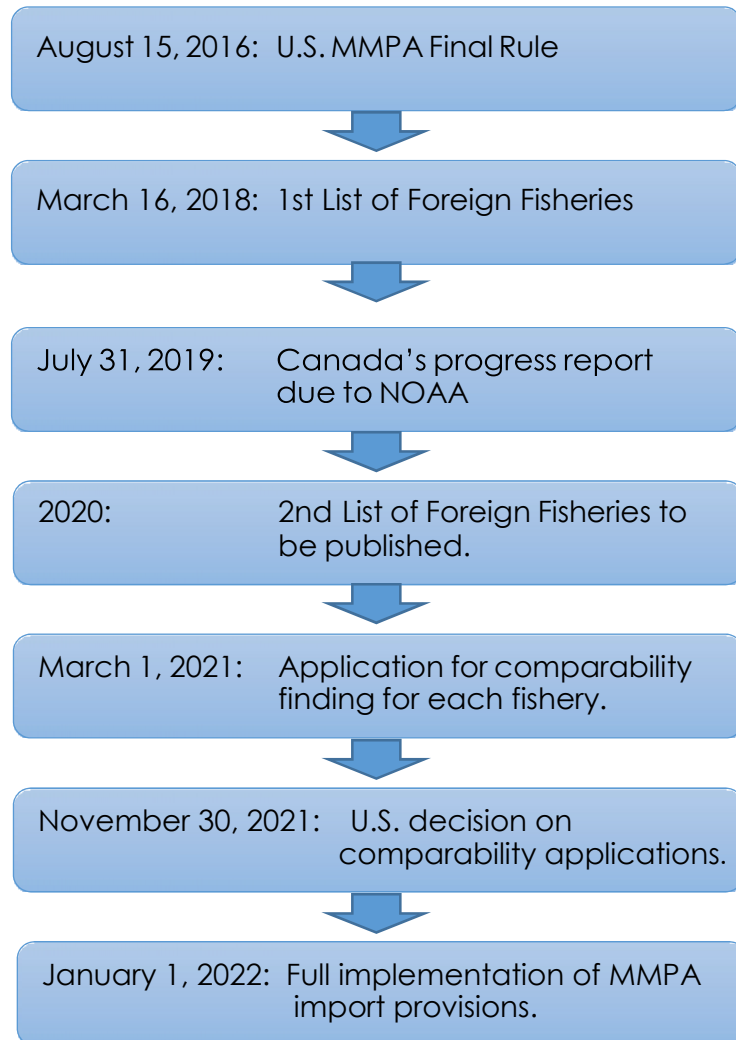 August 15, 2016: U.S. MMPA Final Rule
March 16, 2018: 1st List of Foreign Fisheries
July 31, 2019: Canada’s progress report
due to NOAA
2020: 2nd List of Foreign Fisheries to
be published.
March 1, 2021: Application for comparability
finding for each fishery.
November 30, 2021: U.S. decision on
comparability applications.
January 1, 2022: Full implementation of MMPA
import provisions.